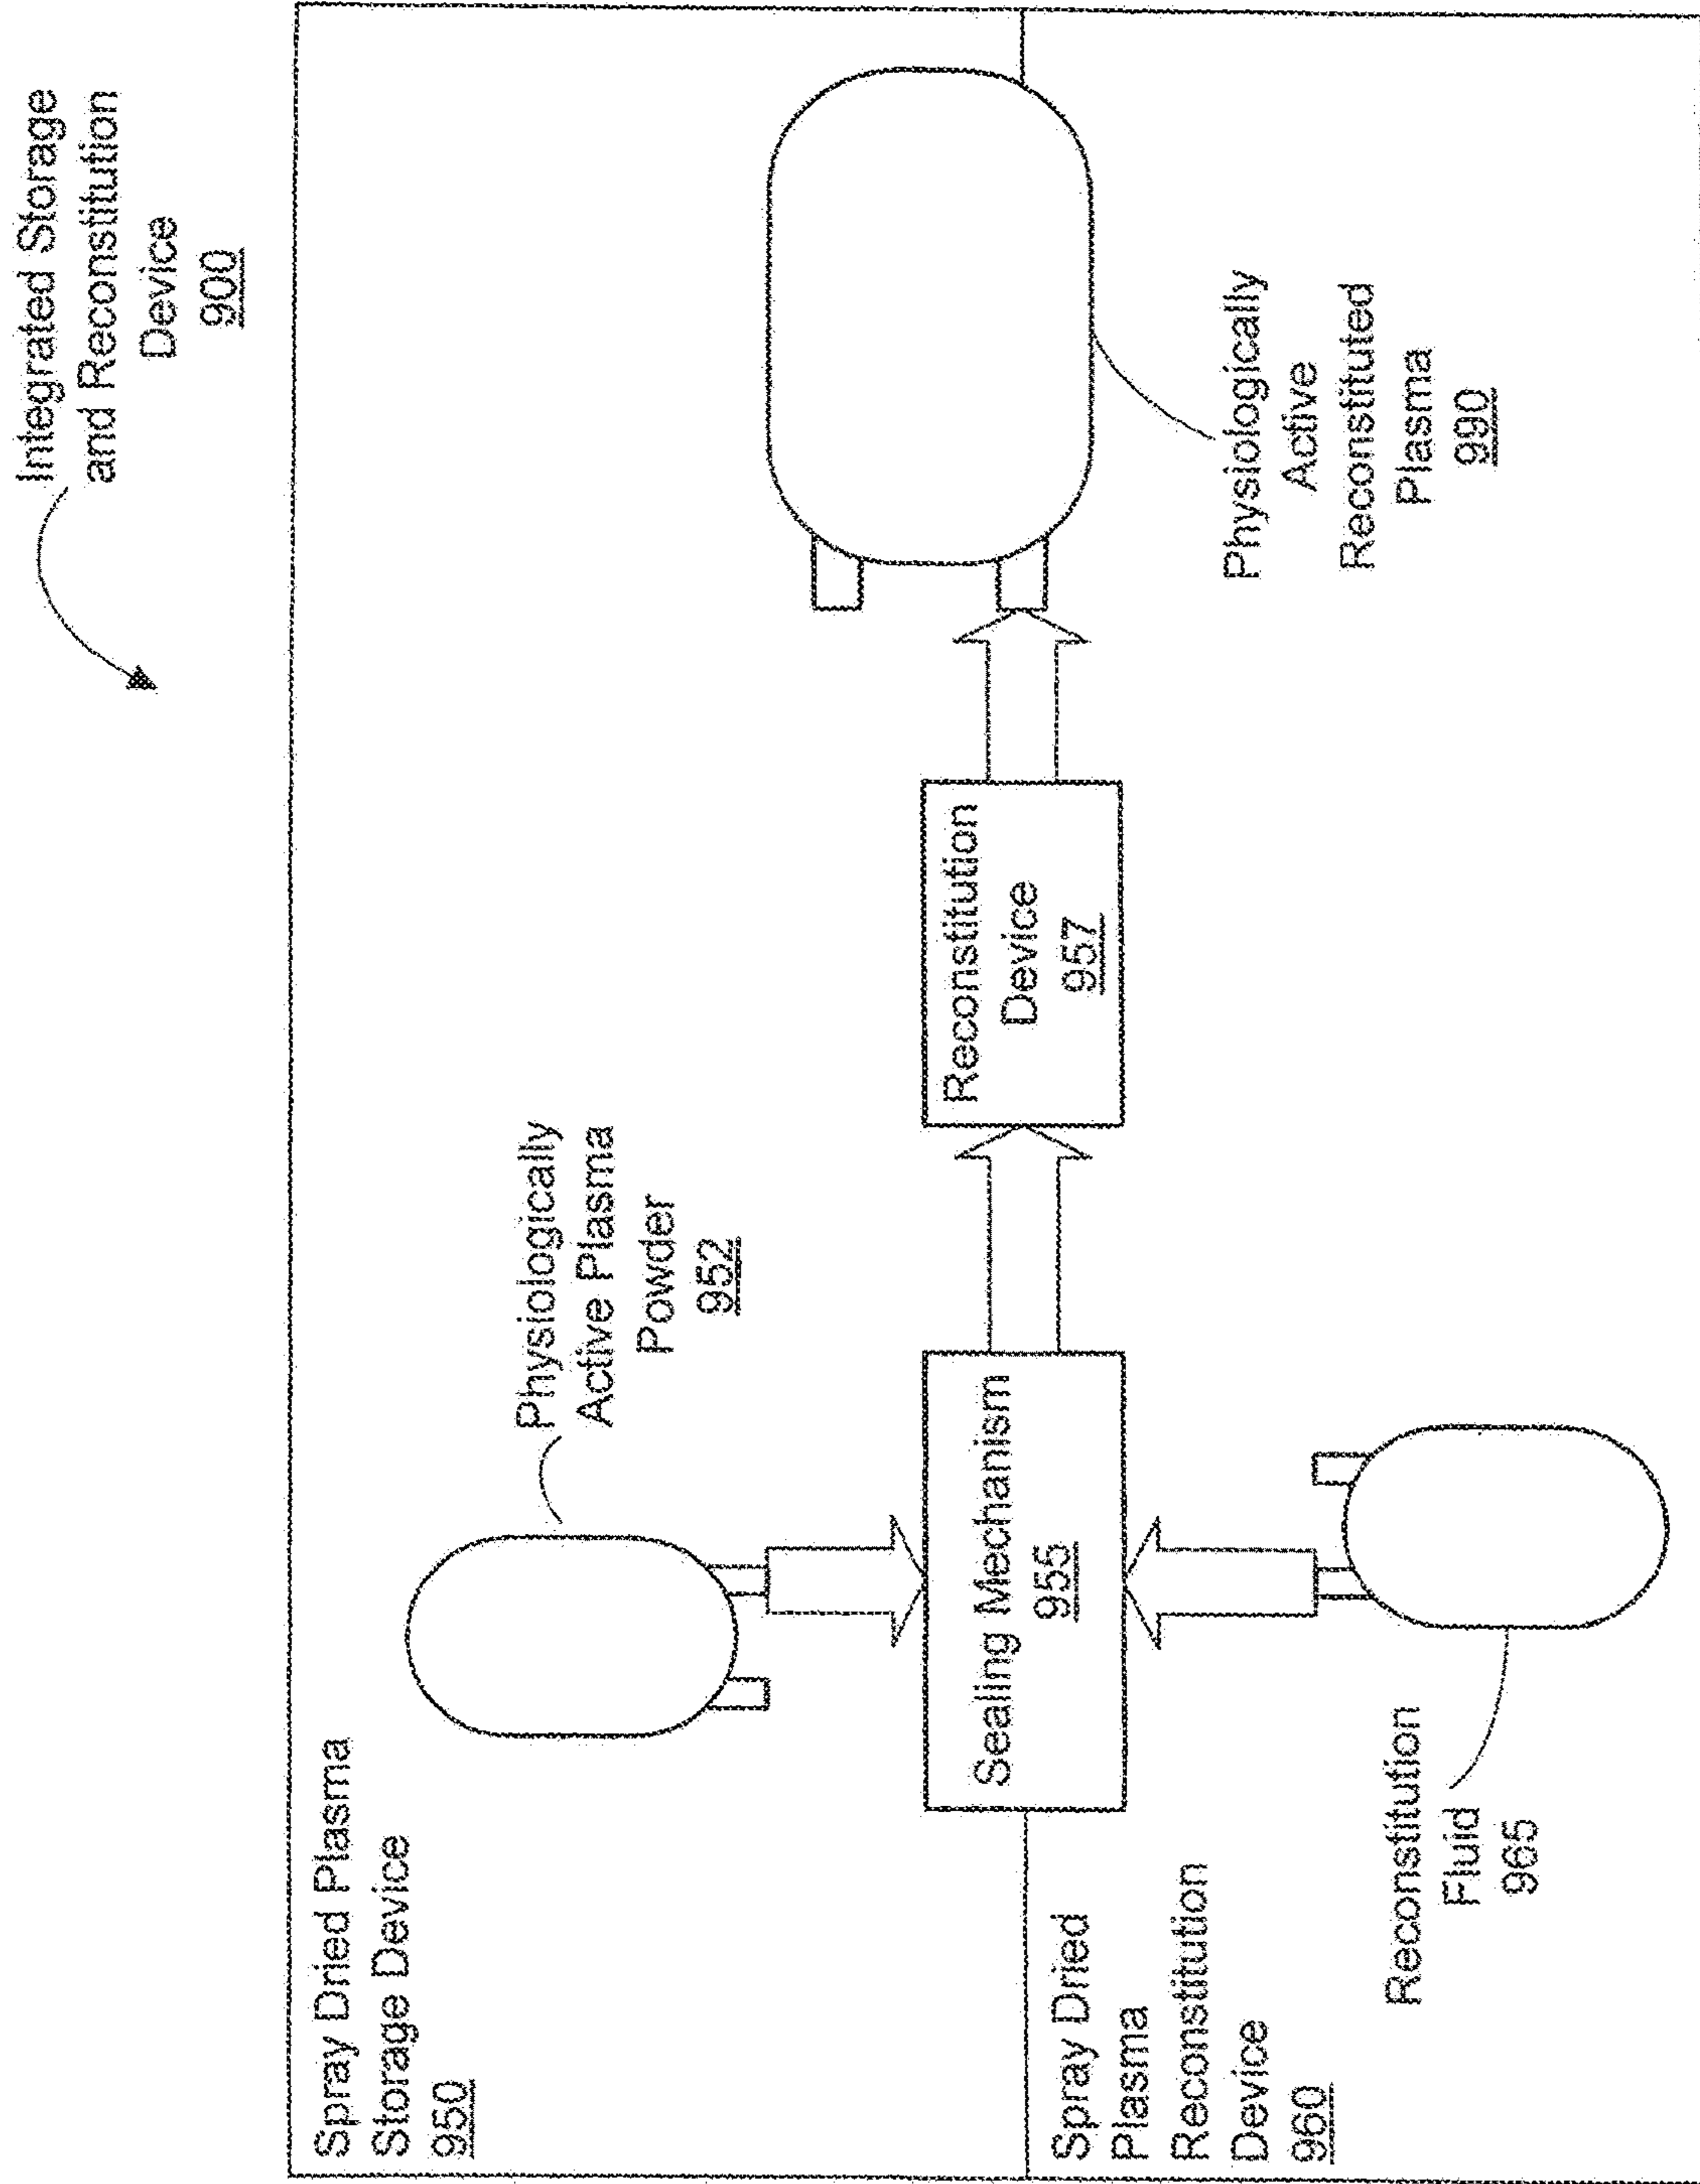 Integrated Storage
and Reconstitution
Device
900
Spray Dried Plasma
Storage Device
950
Physiologically
Active Plasma
Powder
952
Sealing Mechanism
955
Reconstitution
Device
957
Spray Dried
Plasma
Reconstitution
Device
960
Reconstitution
Fluid
965
Physiologically
Active
Reconstituted
Plasma
990